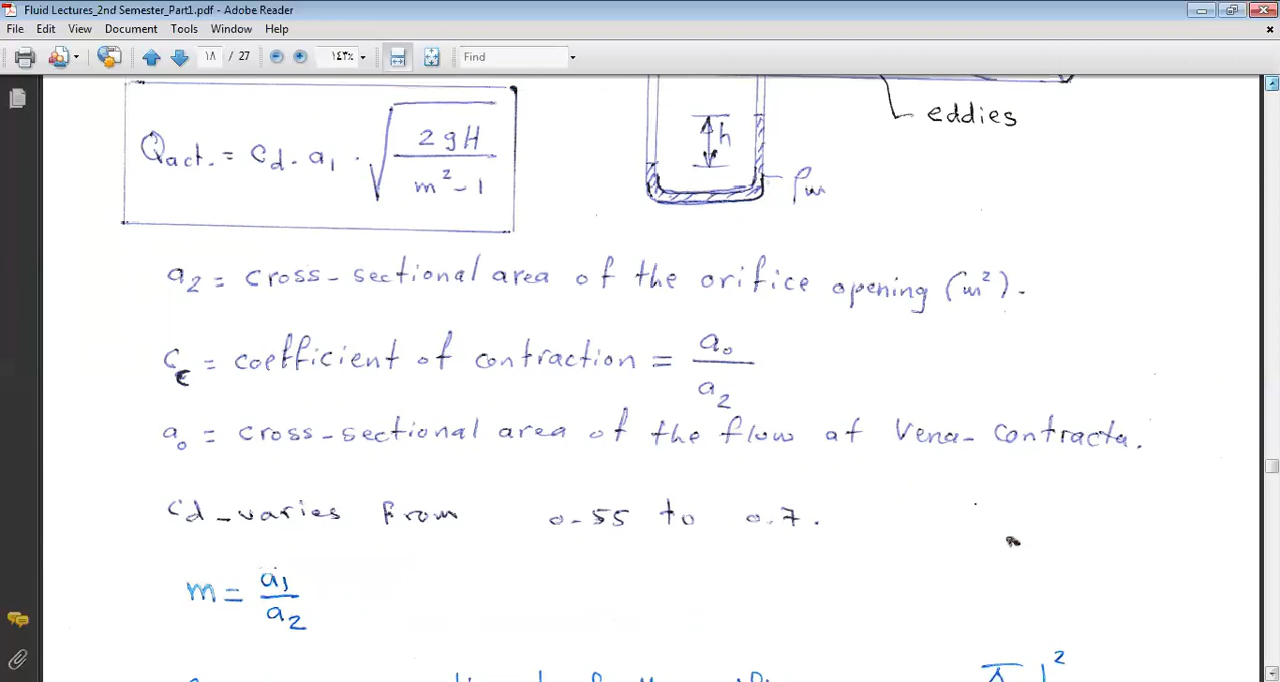 Fluid Lectures_2nd Semester_Part1.pdf - Adobe Reader
File Edit View Document Tools Window Help
١٨ / 27 ١٤٣% Find
eddies
h
Qact. = Cd . a1 . √(2gH / m² - 1)
ρm
a2 = cross-sectional area of the orifice opening (m²).
Cc = coefficient of contraction = a0 / a2
a0 = cross-sectional area of the flow at Vena-contracta.
Cd-varies from 0.55 to 0.7.
m = a1 / a2